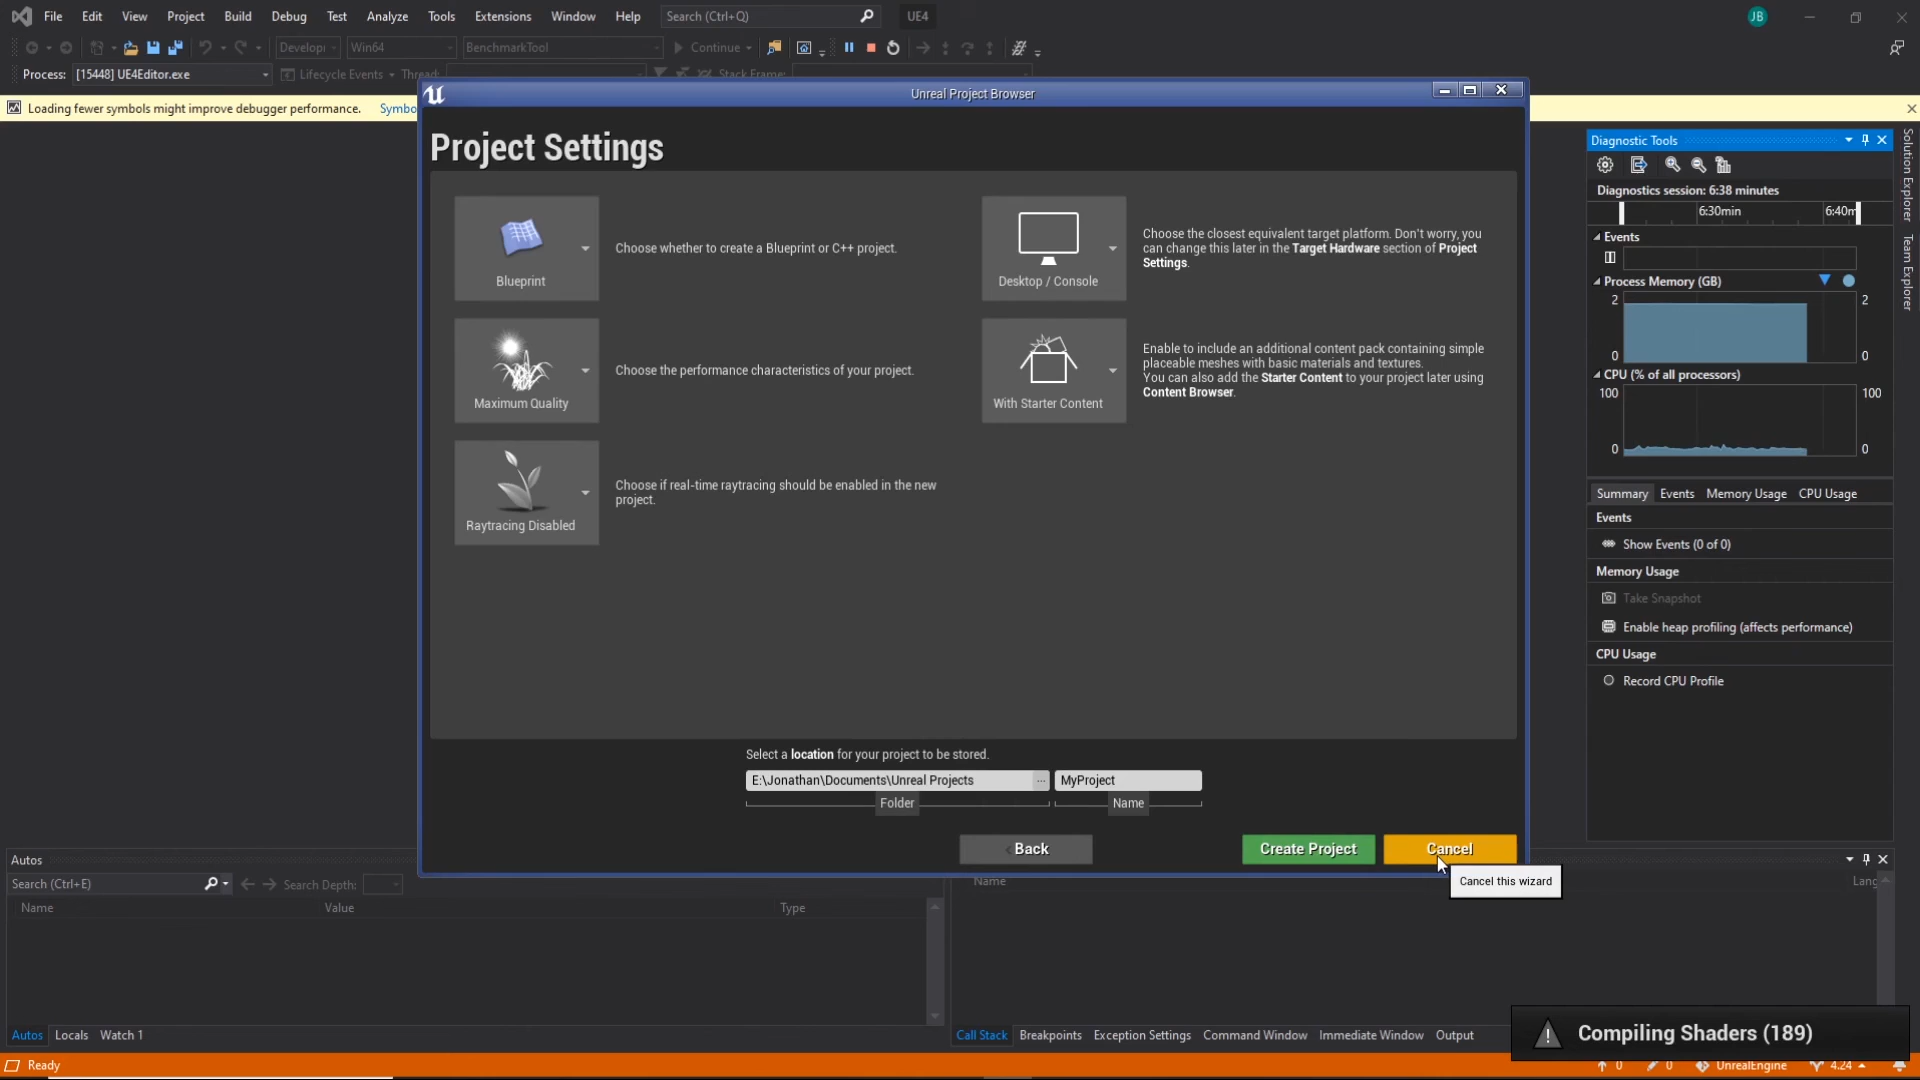 File Edit View Project Build Debug Test Analyze Tools Extensions Window Help Search (Ctrl+Q) UE4 JB
Develop Win64 BenchmarkTool Continue
Process: [15448] UE4Editor.exe Lifecycle Events Thread: Stack Frame:
Loading fewer symbols might improve debugger performance. Symbo
Unreal Project Browser
Project Settings
Blueprint
Choose whether to create a Blueprint or C++ project.
Desktop / Console
Choose the closest equivalent target platform. Don't worry, you
can change this later in the Target Hardware section of Project
Settings.
Maximum Quality
Choose the performance characteristics of your project.
With Starter Content
Enable to include an additional content pack containing simple
placeable meshes with basic materials and textures.
You can also add the Starter Content to your project later using
Content Browser.
Raytracing Disabled
Choose if real-time raytracing should be enabled in the new
project.
Select a location for your project to be stored.
E:\Jonathan\Documents\Unreal Projects ... MyProject
Folder Name
Back Create Project Cancel
Cancel this wizard
Diagnostic Tools
Diagnostics session: 6:38 minutes
6:30min 6:40m
Events
Process Memory (GB)
2 2
0 0
CPU (% of all processors)
100 100
0 0
Summary Events Memory Usage CPU Usage
Events
Show Events (0 of 0)
Memory Usage
Take Snapshot
Enable heap profiling (affects performance)
CPU Usage
Record CPU Profile
Solution Explorer
Team Explorer
Autos
Search (Ctrl+E) Search Depth:
Name Value Type
Name Lang
Autos Locals Watch 1
Call Stack Breakpoints Exception Settings Command Window Immediate Window Output
Compiling Shaders (189)
Ready 0 0 UnrealEngine 4.24